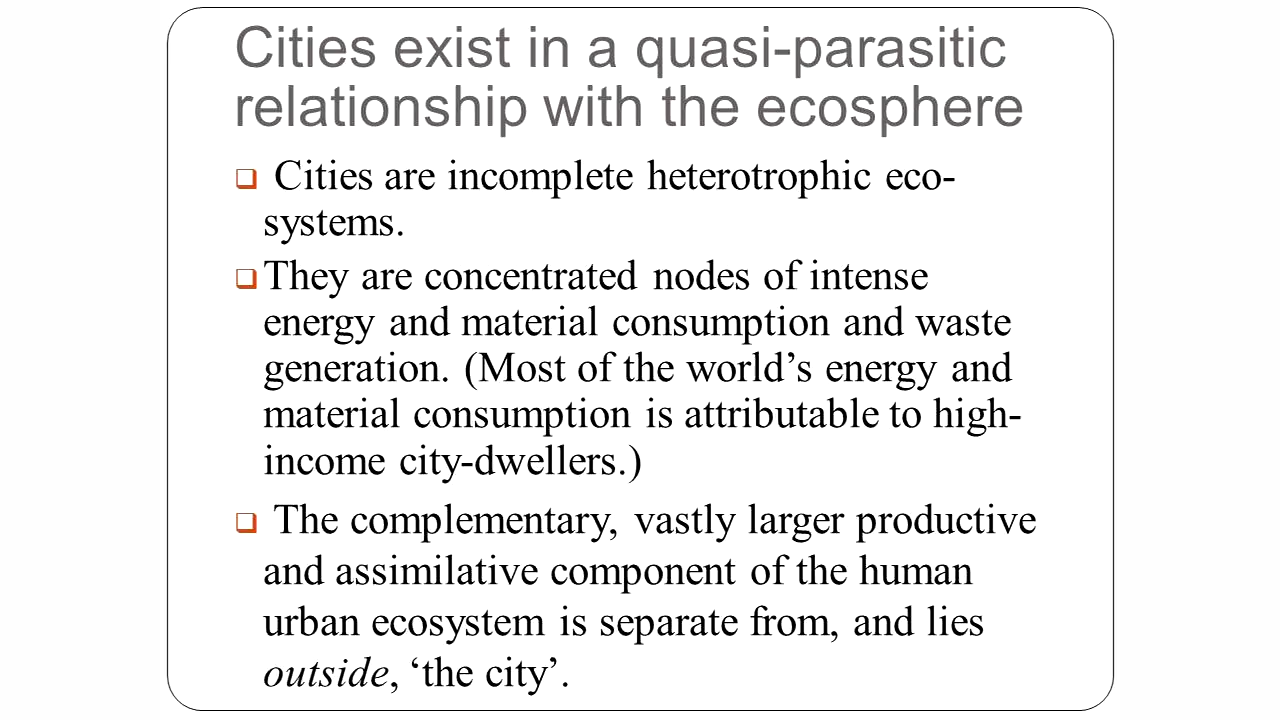 Cities exist in a quasi-parasitic
relationship with the ecosphere
Cities are incomplete heterotrophic eco-
systems.
They are concentrated nodes of intense
energy and material consumption and waste
generation. (Most of the world’s energy and
material consumption is attributable to high-
income city-dwellers.)
The complementary, vastly larger productive
and assimilative component of the human
urban ecosystem is separate from, and lies
outside, ‘the city’.